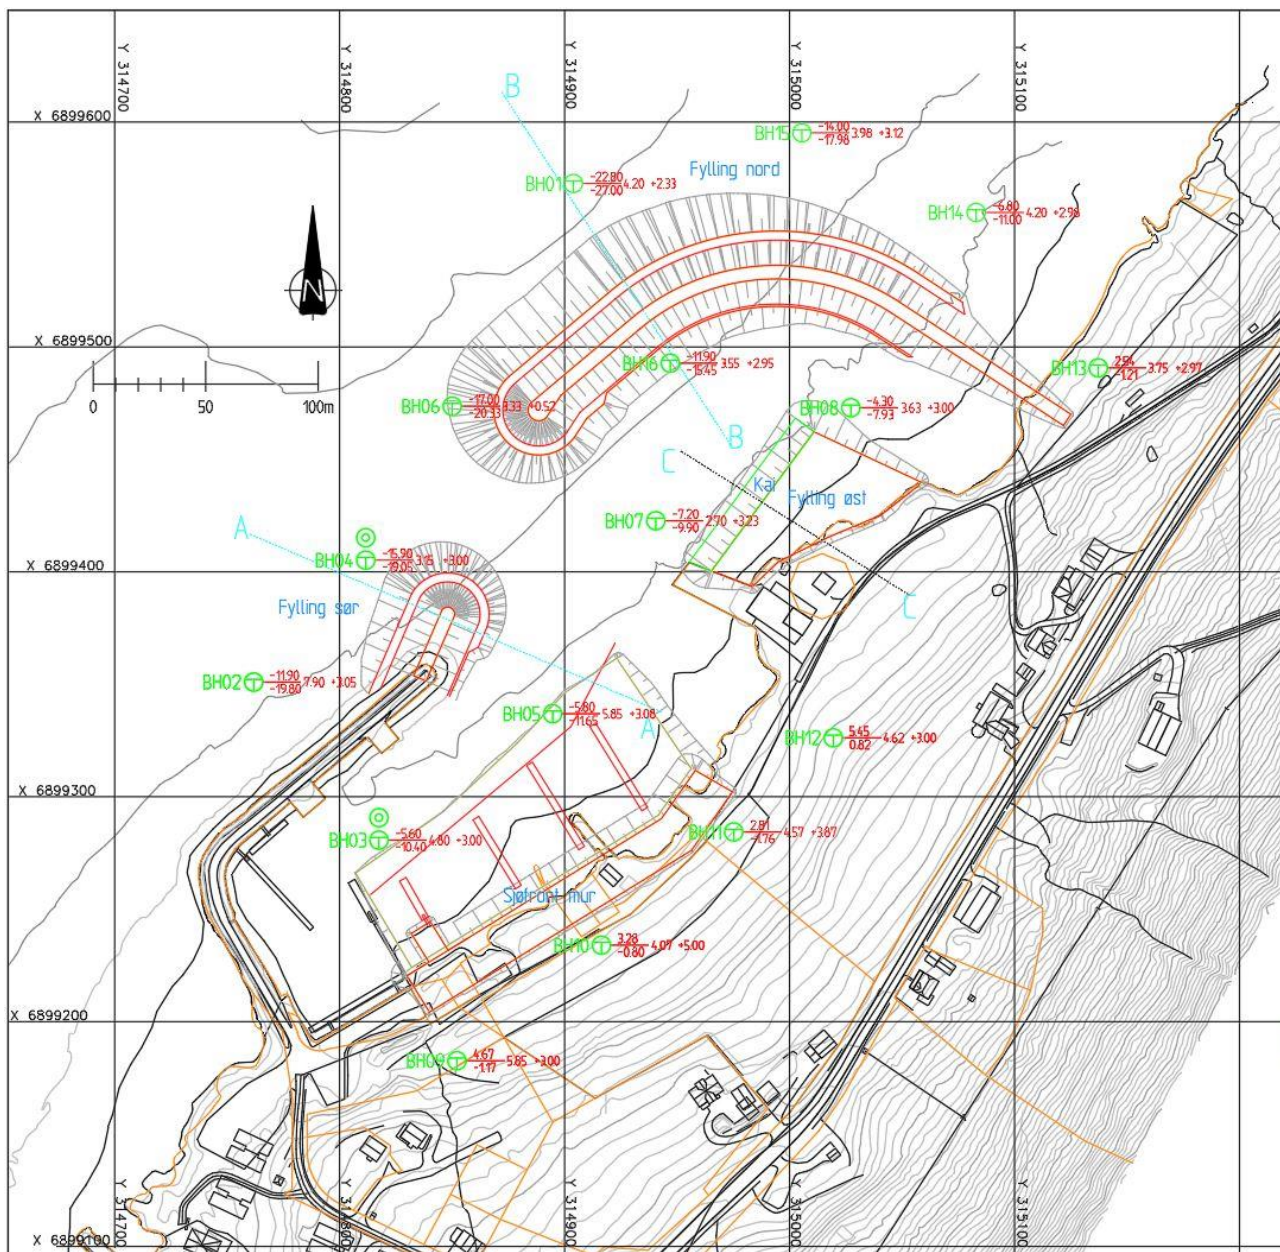 Y 314700
Y 314800
Y 314900
Y 315000
Y 315100
X 6899600
B
BH15 -14.00 3.98 +3.12
-17.98
Fylling nord
BH01 -22.80 4.20 +2.33
-27.00
BH14 -6.80 4.20 +2.98
-11.00
N
X 6899500
BH16 -11.90 3.55 +2.95
-15.45
BH13 2.54 3.75 +2.97
-1.21
0 50 100m
BH06 -17.00 3.33 +0.52
-20.33
BH08 -4.30 3.63 +3.00
-7.93
B
C
Kai
Fylling øst
BH07 -7.20 2.70 +3.23
-9.90
A
BH04 -15.90 3.15 +3.00
-19.05
X 6899400
Fylling sør
C
BH02 -11.90 7.90 +3.05
-19.80
BH05 -5.80 5.85 +3.08
-11.65
A
BH12 5.45 4.62 +3.00
0.82
X 6899300
BH03 -5.60 4.80 +3.00
-10.40
BH11 2.81 4.57 +3.87
-1.76
Sjøfront mur
BH10 3.28 4.07 +5.00
-0.80
X 6899200
BH09 4.67 5.85 +3.00
-1.17
Y 314700
Y 314800
Y 314900
Y 315000
Y 315100
X 6899100